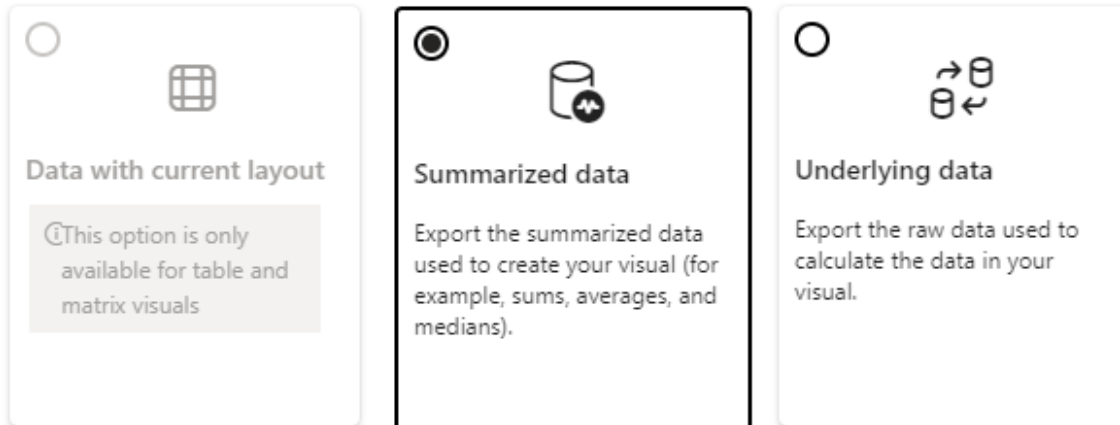 Data with current layout
This option is only
available for table and
matrix visuals
Summarized data
Export the summarized data
used to create your visual (for
example, sums, averages, and
medians).
Underlying data
Export the raw data used to
calculate the data in your
visual.